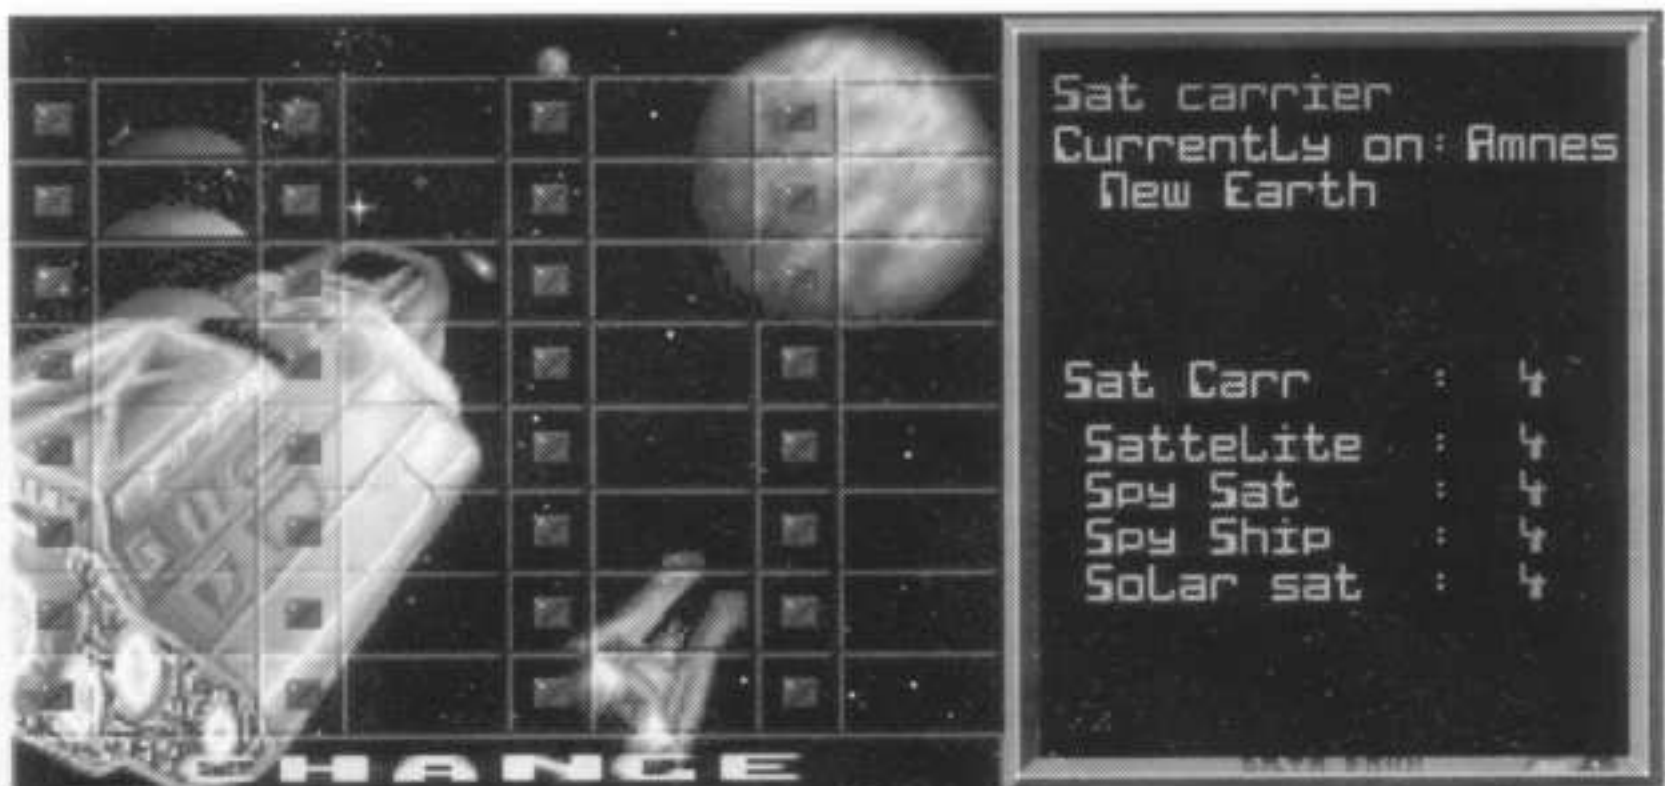 Sat carrier
Currently on: Amnes
New Earth
Sat Carr : 4
Sattelite : 4
Spy Sat : 4
Spy Ship : 4
Solar sat : 4
HANGE